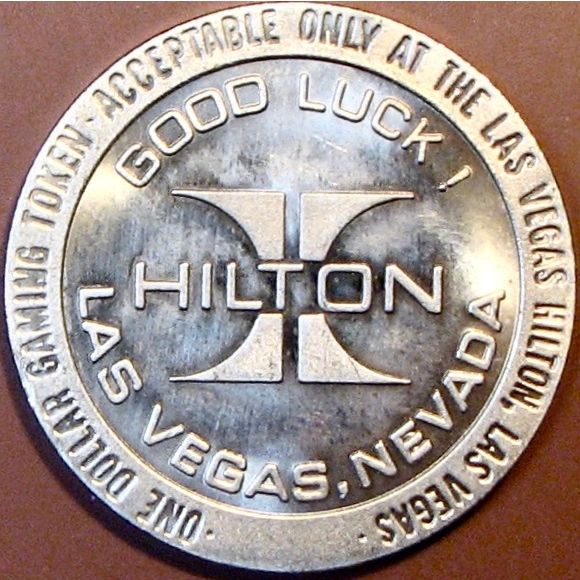 · ONE DOLLAR GAMING TOKEN · ACCEPTABLE ONLY AT THE LAS VEGAS HILTON, LAS VEGAS ·
GOOD LUCK!
HILTON
LAS VEGAS, NEVADA